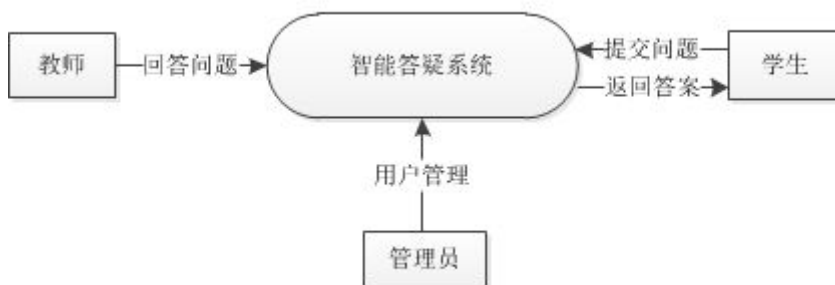 提交问题
教师
回答问题
智能答疑系统
学生
返回答案
用户管理
管理员